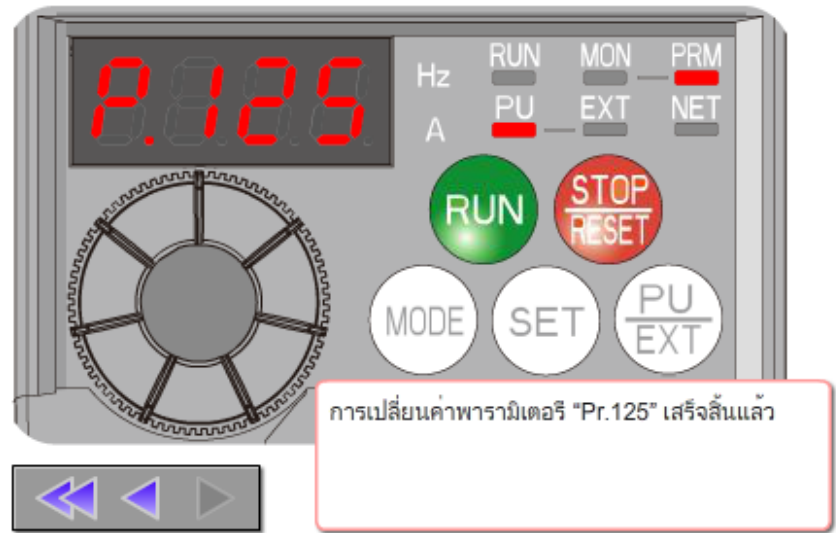 P.125
Hz RUN MON PRM
A PU EXT NET
RUN
STOP
RESET
MODE
SET
PU
EXT
การเปลี่ยนค่าพารามิเตอรี “Pr.125” เสร็จสิ้นแล้ว